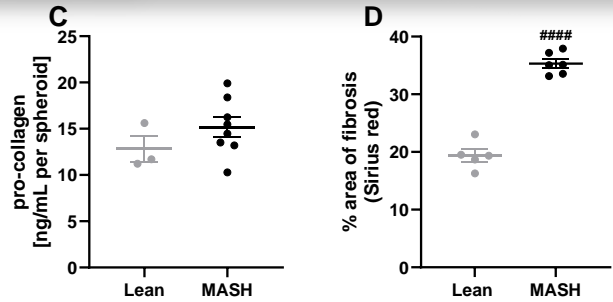 C
pro-collagen
[ng/mL per spheroid]
25
20
15
10
5
0
Lean MASH
D
% area of fibrosis
(Sirius red)
40
30
20
10
0
####
Lean MASH